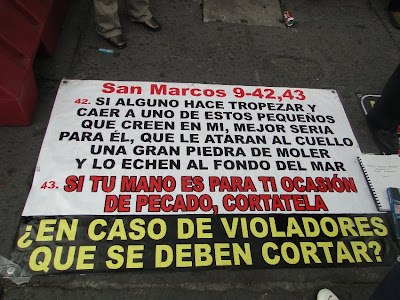 San Marcos 9-42,43
42. SI ALGUNO HACE TROPEZAR Y
CAER A UNO DE ESTOS PEQUEÑOS
QUE CREEN EN MI, MEJOR SERIA
PARA ÉL, QUE LE ATARAN AL CUELLO
UNA GRAN PIEDRA DE MOLER
Y LO ECHEN AL FONDO DEL MAR
43. SI TU MANO ES PARA TI OCASIÓN
DE PECADO, CORTATELA
¿EN CASO DE VIOLADORES
QUE SE DEBEN CORTAR?